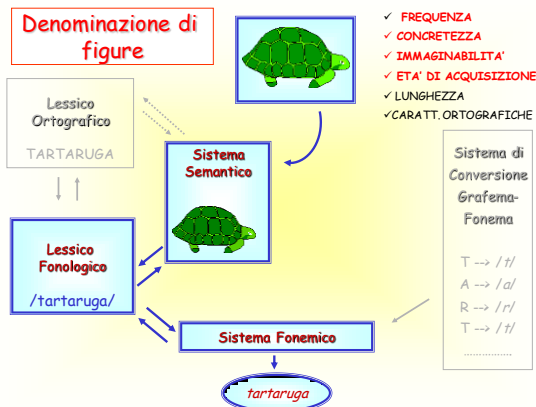 Denominazione di
figure
✓ FREQUENZA
✓ CONCRETEZZA
✓ IMMAGINABILITA'
✓ ETA' DI ACQUISIZIONE
✓ LUNGHEZZA
✓CARATT. ORTOGRAFICHE
Lessico
Ortografico
TARTARUGA
Sistema
Semantico
Lessico
Fonologico
/tartaruga/
Sistema di
Conversione
Grafema-
Fonema
T --> /t/
A --> /a/
R --> /r/
T --> /t/
...............
Sistema Fonemico
tartaruga